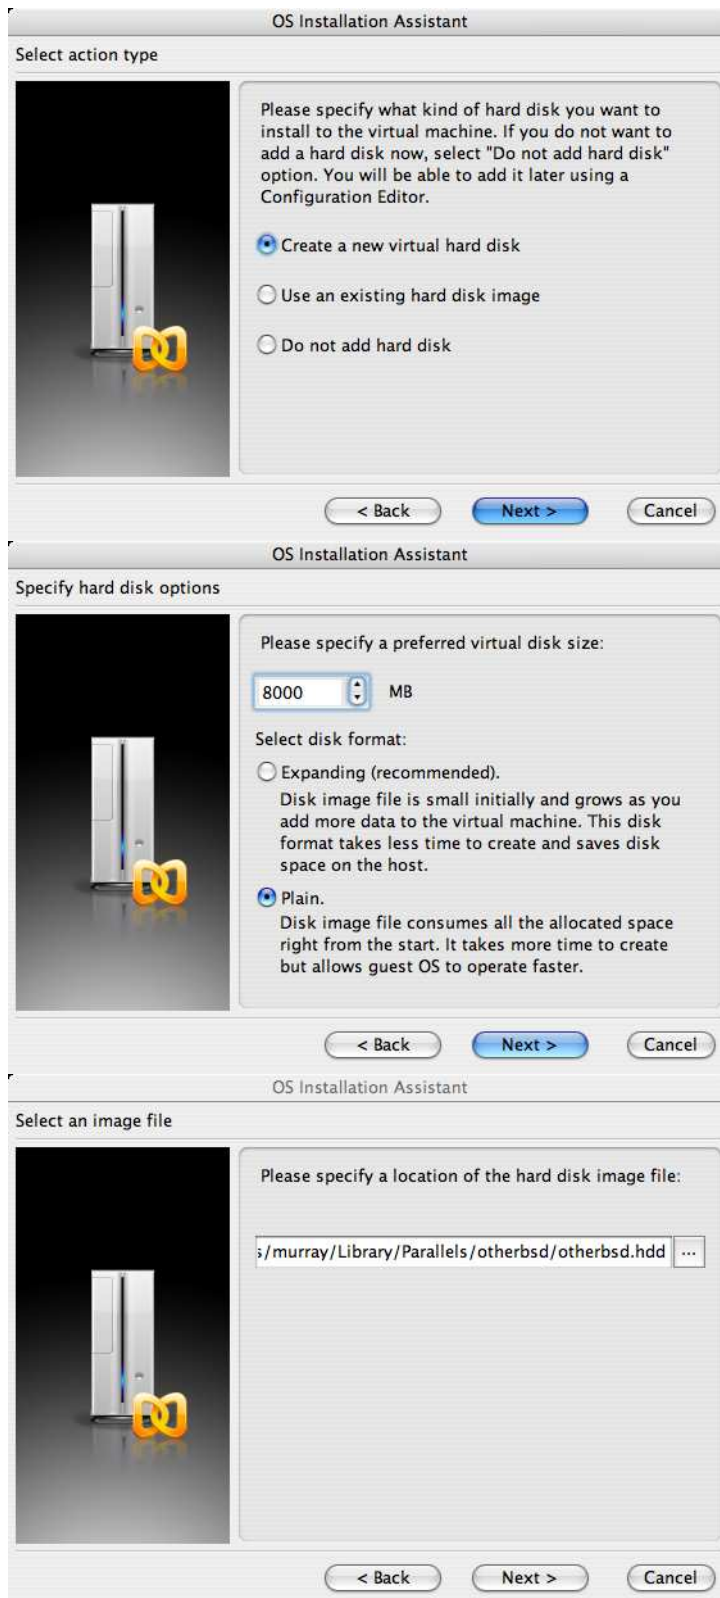 OS Installation Assistant
Select action type
Please specify what kind of hard disk you want to
install to the virtual machine. If you do not want to
add a hard disk now, select "Do not add hard disk"
option. You will be able to add it later using a
Configuration Editor.
Create a new virtual hard disk
Use an existing hard disk image
Do not add hard disk
< Back
Next >
Cancel
OS Installation Assistant
Specify hard disk options
Please specify a preferred virtual disk size:
8000 MB
Select disk format:
Expanding (recommended).
Disk image file is small initially and grows as you
add more data to the virtual machine. This disk
format takes less time to create and saves disk
space on the host.
Plain.
Disk image file consumes all the allocated space
right from the start. It takes more time to create
but allows guest OS to operate faster.
< Back
Next >
Cancel
OS Installation Assistant
Select an image file
Please specify a location of the hard disk image file:
s/murray/Library/Parallels/otherbsd/otherbsd.hdd ...
< Back
Next >
Cancel